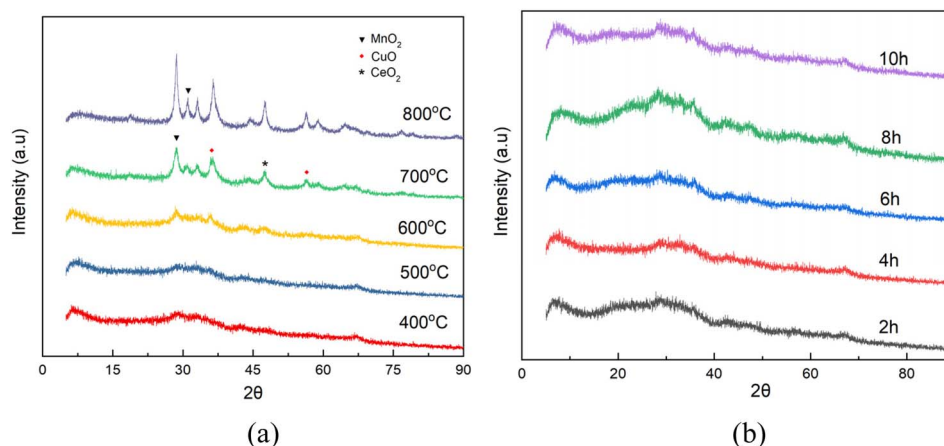 ▼ MnO₂
♦ CuO
* CeO₂
800°C
700°C
600°C
500°C
400°C
Intensity (a.u)
0 15 30 45 60 75 90
2θ
(a)
10h
8h
6h
4h
2h
Intensity (a.u)
0 20 40 60 80
2θ
(b)